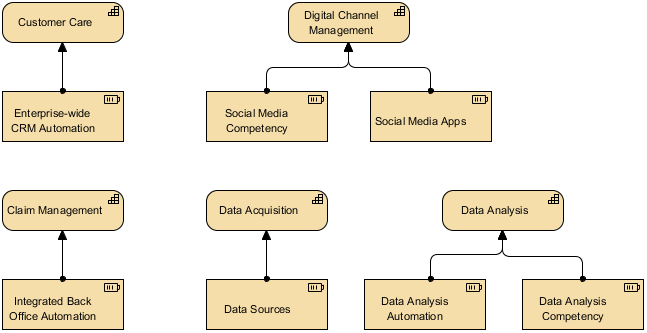 Customer Care
Digital Channel
Management
Enterprise-wide
CRM Automation
Social Media
Competency
Social Media Apps
Claim Management
Data Acquisition
Data Analysis
Integrated Back
Office Automation
Data Sources
Data Analysis
Automation
Data Analysis
Competency